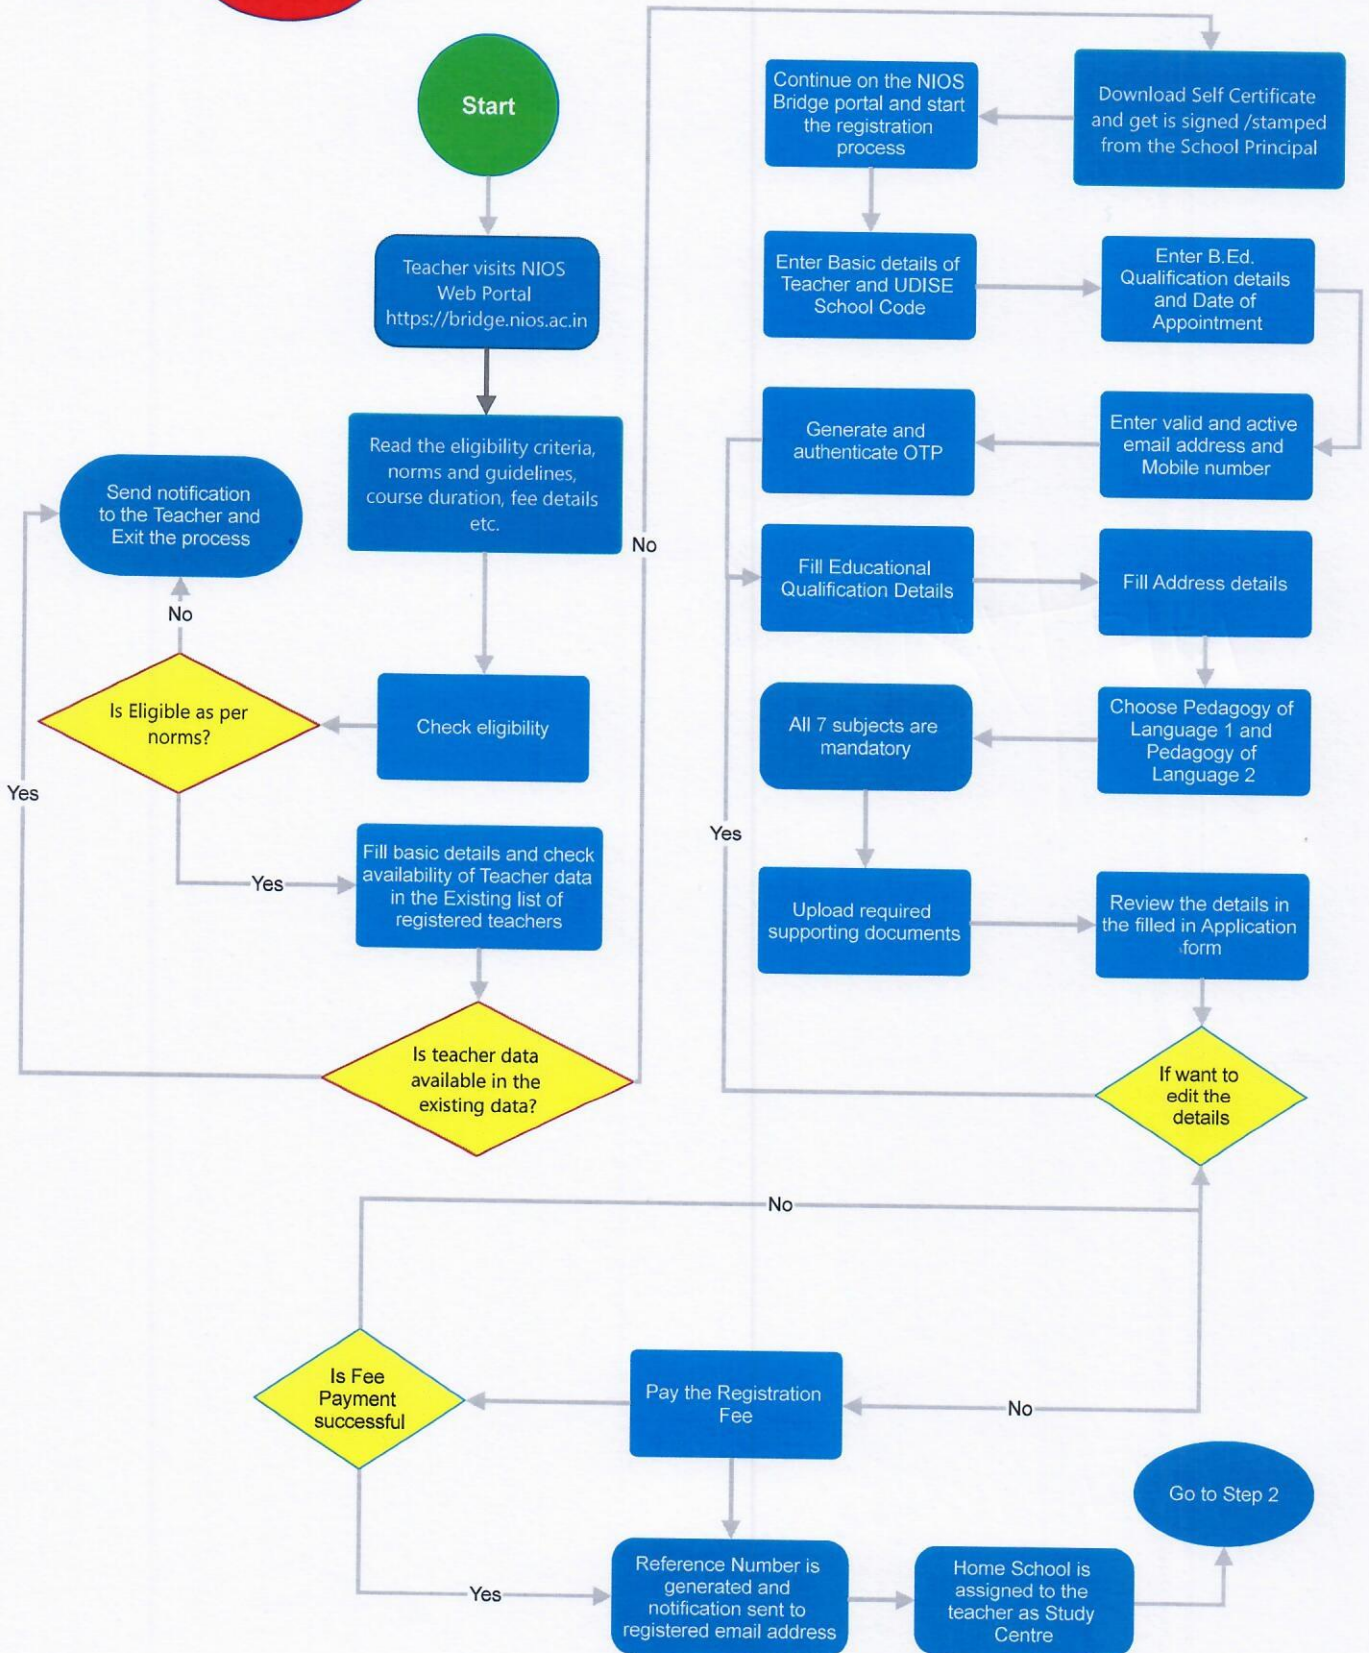 Start
Teacher visits NIOS
Web Portal
https://bridge.nios.ac.in
Read the eligibility criteria,
norms and guidelines,
course duration, fee details
etc.
Check eligibility
Is Eligible as per
norms?
No
Send notification
to the Teacher and
Exit the process
Yes
Fill basic details and check
availability of Teacher data
in the Existing list of
registered teachers
Is teacher data
available in the
existing data?
Yes
No
Download Self Certificate
and get is signed /stamped
from the School Principal
Continue on the NIOS
Bridge portal and start
the registration
process
Enter Basic details of
Teacher and UDISE
School Code
Enter B.Ed.
Qualification details
and Date of
Appointment
Enter valid and active
email address and
Mobile number
Generate and
authenticate OTP
Fill Educational
Qualification Details
Fill Address details
Choose Pedagogy of
Language 1 and
Pedagogy of
Language 2
All 7 subjects are
mandatory
Upload required
supporting documents
Review the details in
the filled in Application
form
If want to
edit the
details
Yes
No
Pay the Registration
Fee
Is Fee
Payment
successful
No
Yes
Reference Number is
generated and
notification sent to
registered email address
Home School is
assigned to the
teacher as Study
Centre
Go to Step 2